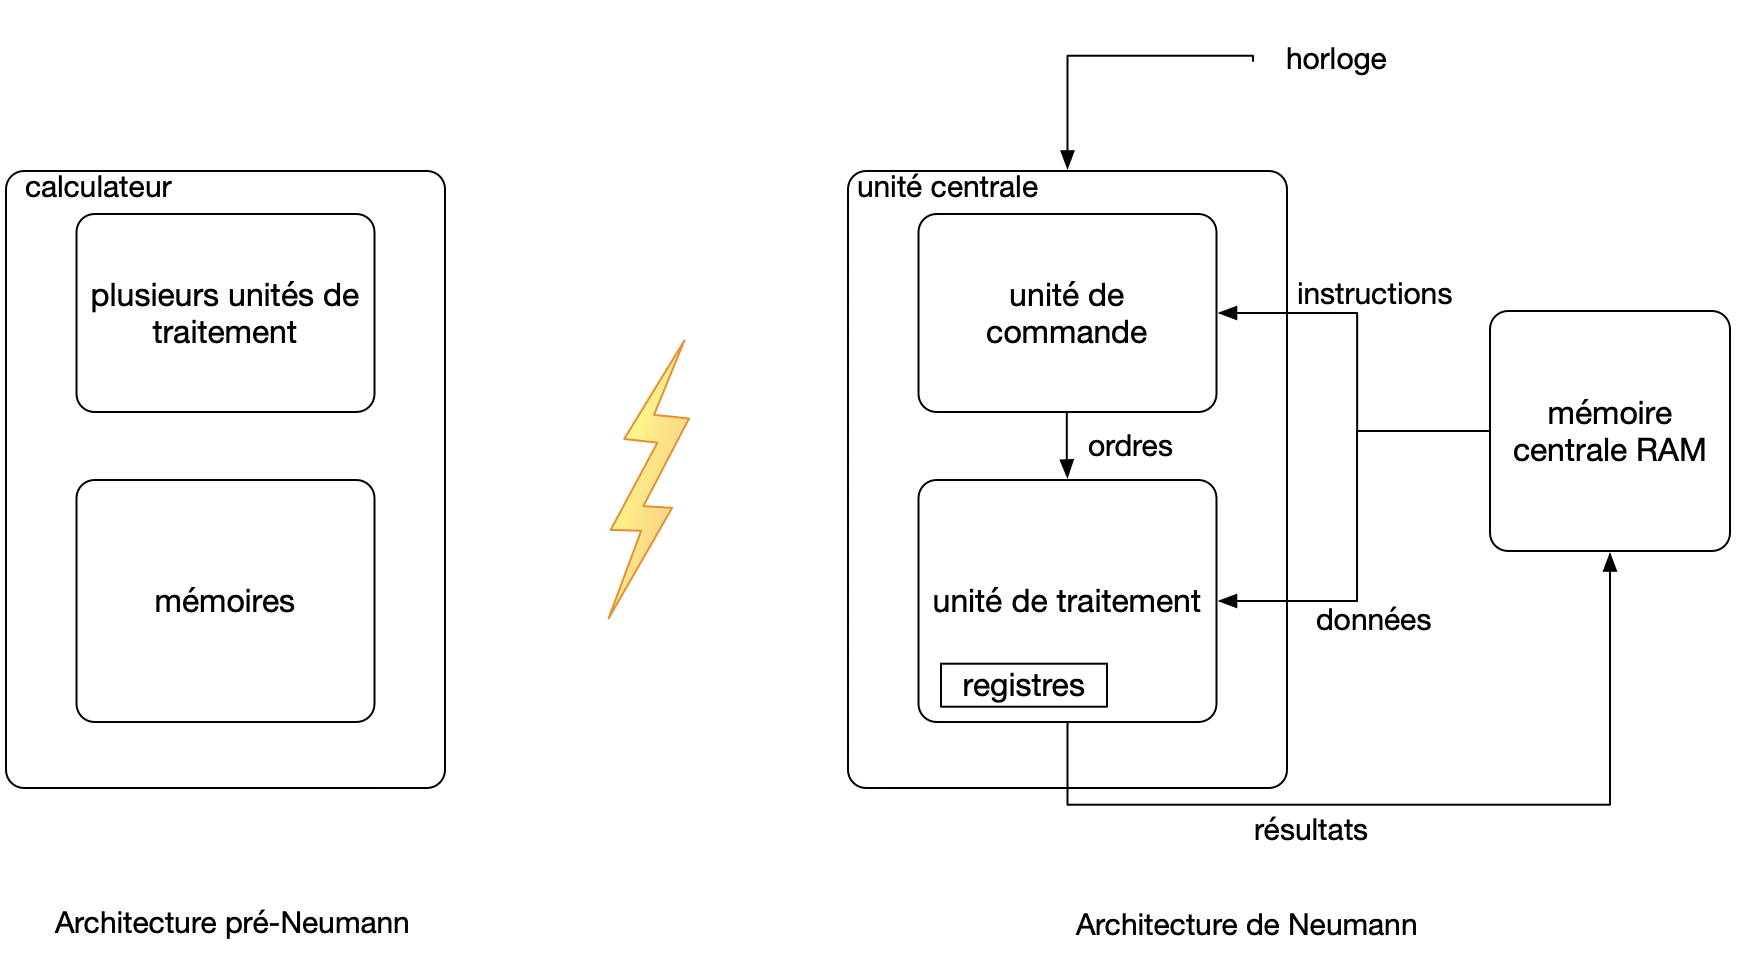 horloge
calculateur
plusieurs unités de
traitement
mémoires
Architecture pré-Neumann
unité centrale
unité de
commande
instructions
ordres
mémoire
centrale RAM
unité de traitement
données
registres
résultats
Architecture de Neumann